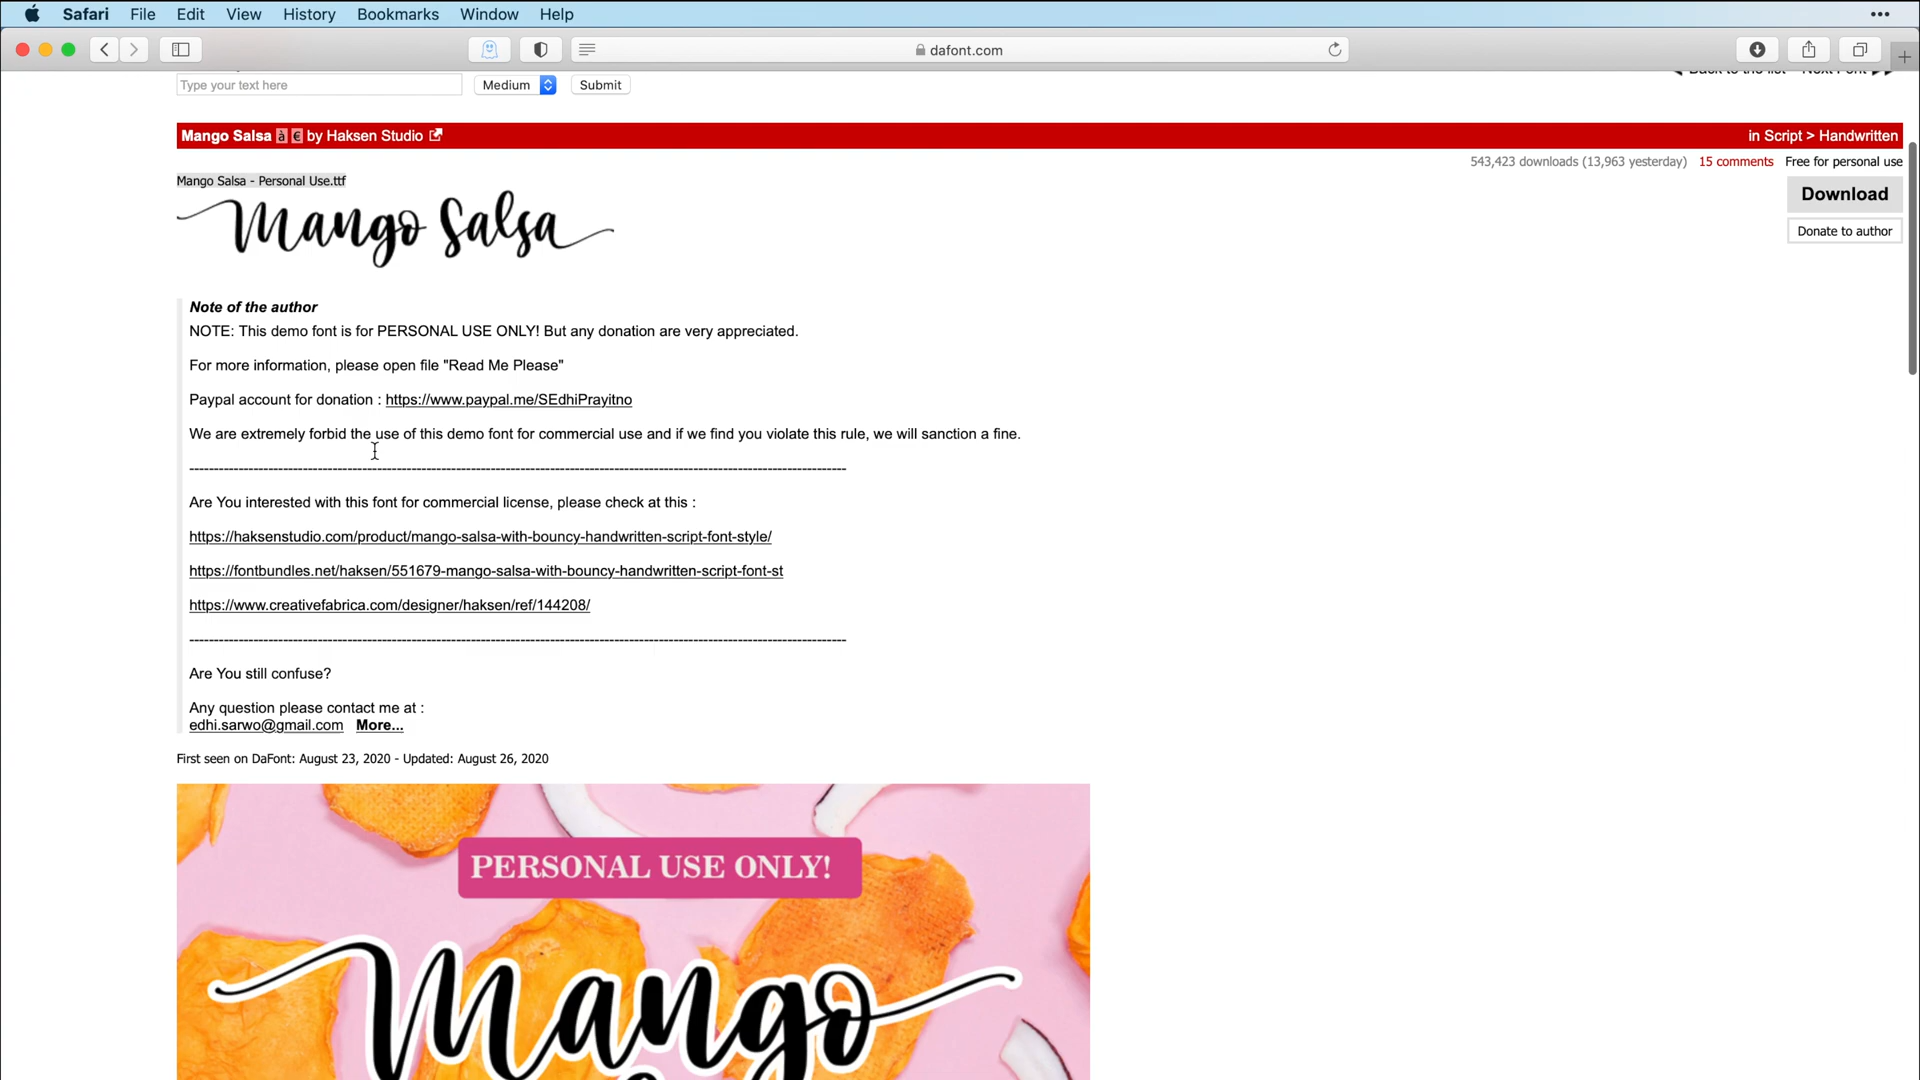 Safari File Edit View History Bookmarks Window Help
dafont.com
Type your text here Medium Submit
Mango Salsa à € by Haksen Studio in Script > Handwritten
543,423 downloads (13,963 yesterday) 15 comments Free for personal use
Mango Salsa - Personal Use.ttf
Download
Mango Salsa
Donate to author
Note of the author
NOTE: This demo font is for PERSONAL USE ONLY! But any donation are very appreciated.
For more information, please open file "Read Me Please"
Paypal account for donation : https://www.paypal.me/SEdhiPrayitno
We are extremely forbid the use of this demo font for commercial use and if we find you violate this rule, we will sanction a fine.
-----------------------------------------------------------------------------------------------------------------------
Are You interested with this font for commercial license, please check at this :
https://haksenstudio.com/product/mango-salsa-with-bouncy-handwritten-script-font-style/
https://fontbundles.net/haksen/551679-mango-salsa-with-bouncy-handwritten-script-font-st
https://www.creativefabrica.com/designer/haksen/ref/144208/
-----------------------------------------------------------------------------------------------------------------------
Are You still confuse?
Any question please contact me at :
edhi.sarwo@gmail.com More...
First seen on DaFont: August 23, 2020 - Updated: August 26, 2020
PERSONAL USE ONLY!
Mango